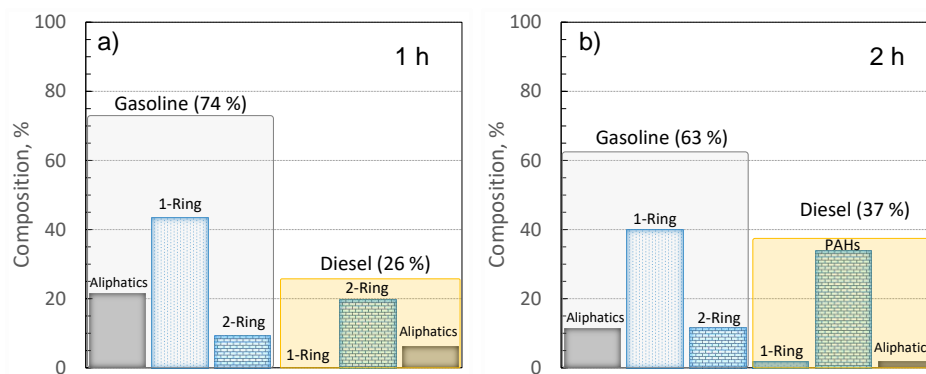 a)
1 h
Composition, %
100
80
60
40
20
0
Gasoline (74 %)
Aliphatics
1-Ring
2-Ring
Diesel (26 %)
1-Ring
2-Ring
Aliphatics
b)
2 h
Composition, %
100
80
60
40
20
0
Gasoline (63 %)
Aliphatics
1-Ring
2-Ring
Diesel (37 %)
1-Ring
PAHs
Aliphatics